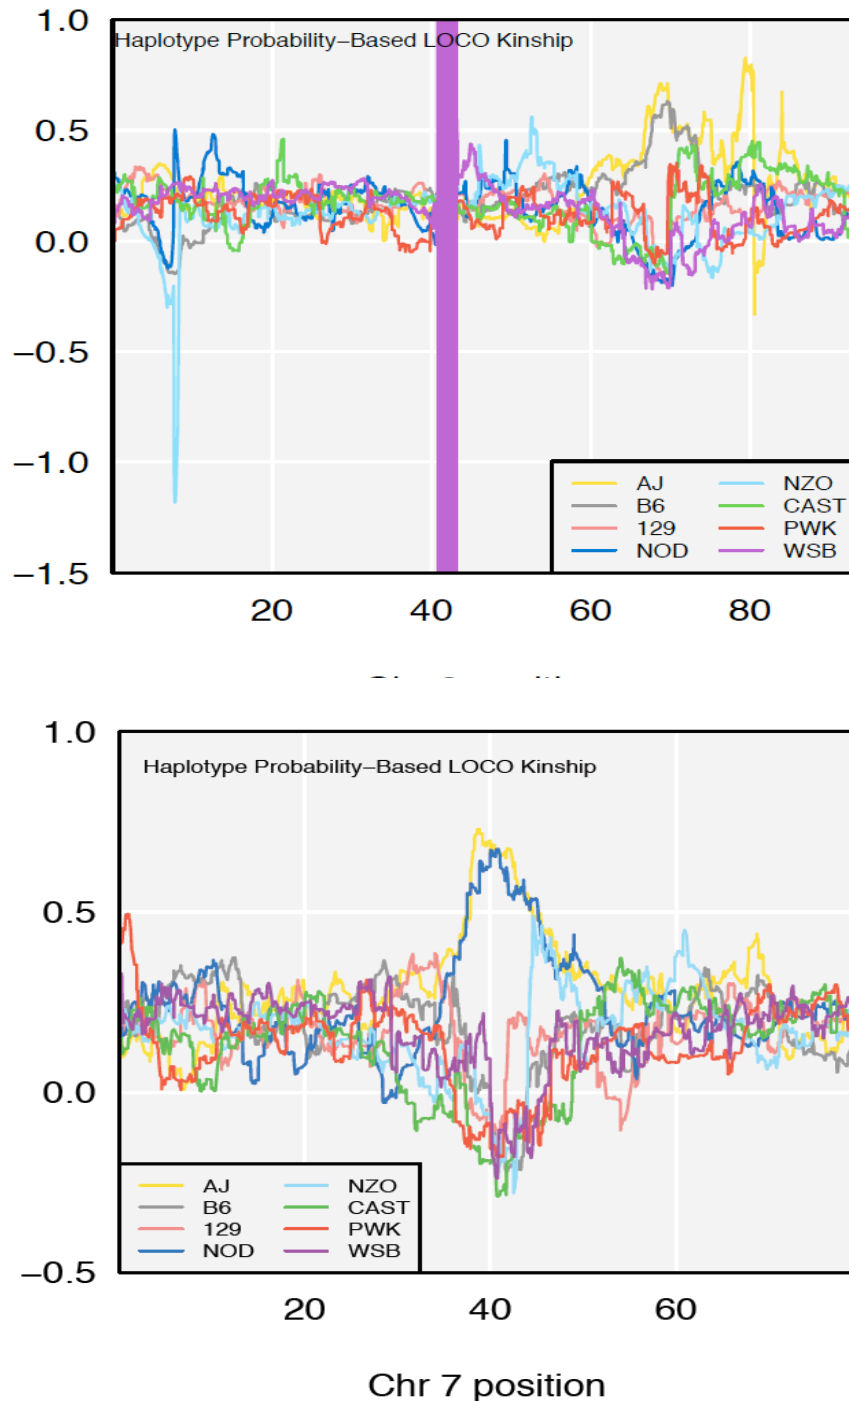 1.0
Haplotype Probability−Based LOCO Kinship
0.5
0.0
−0.5
−1.0
−1.5
AJ NZO
B6 CAST
129 PWK
NOD WSB
20 40 60 80
1.0
Haplotype Probability−Based LOCO Kinship
0.5
0.0
AJ NZO
B6 CAST
129 PWK
NOD WSB
−0.5
20 40 60
Chr 7 position